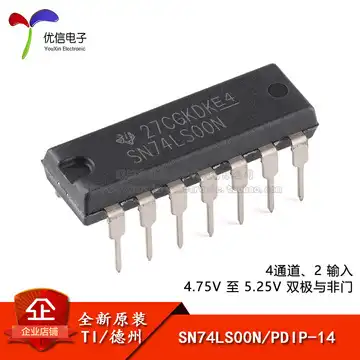 优信电子
YouXin Electronic
27CGKDKE4
SN74LS00N
4通道、2 输入
4.75V 至 5.25V 双极与非门
企业店铺
全新原装
TI/德州
SN74LS00N/PDIP-14